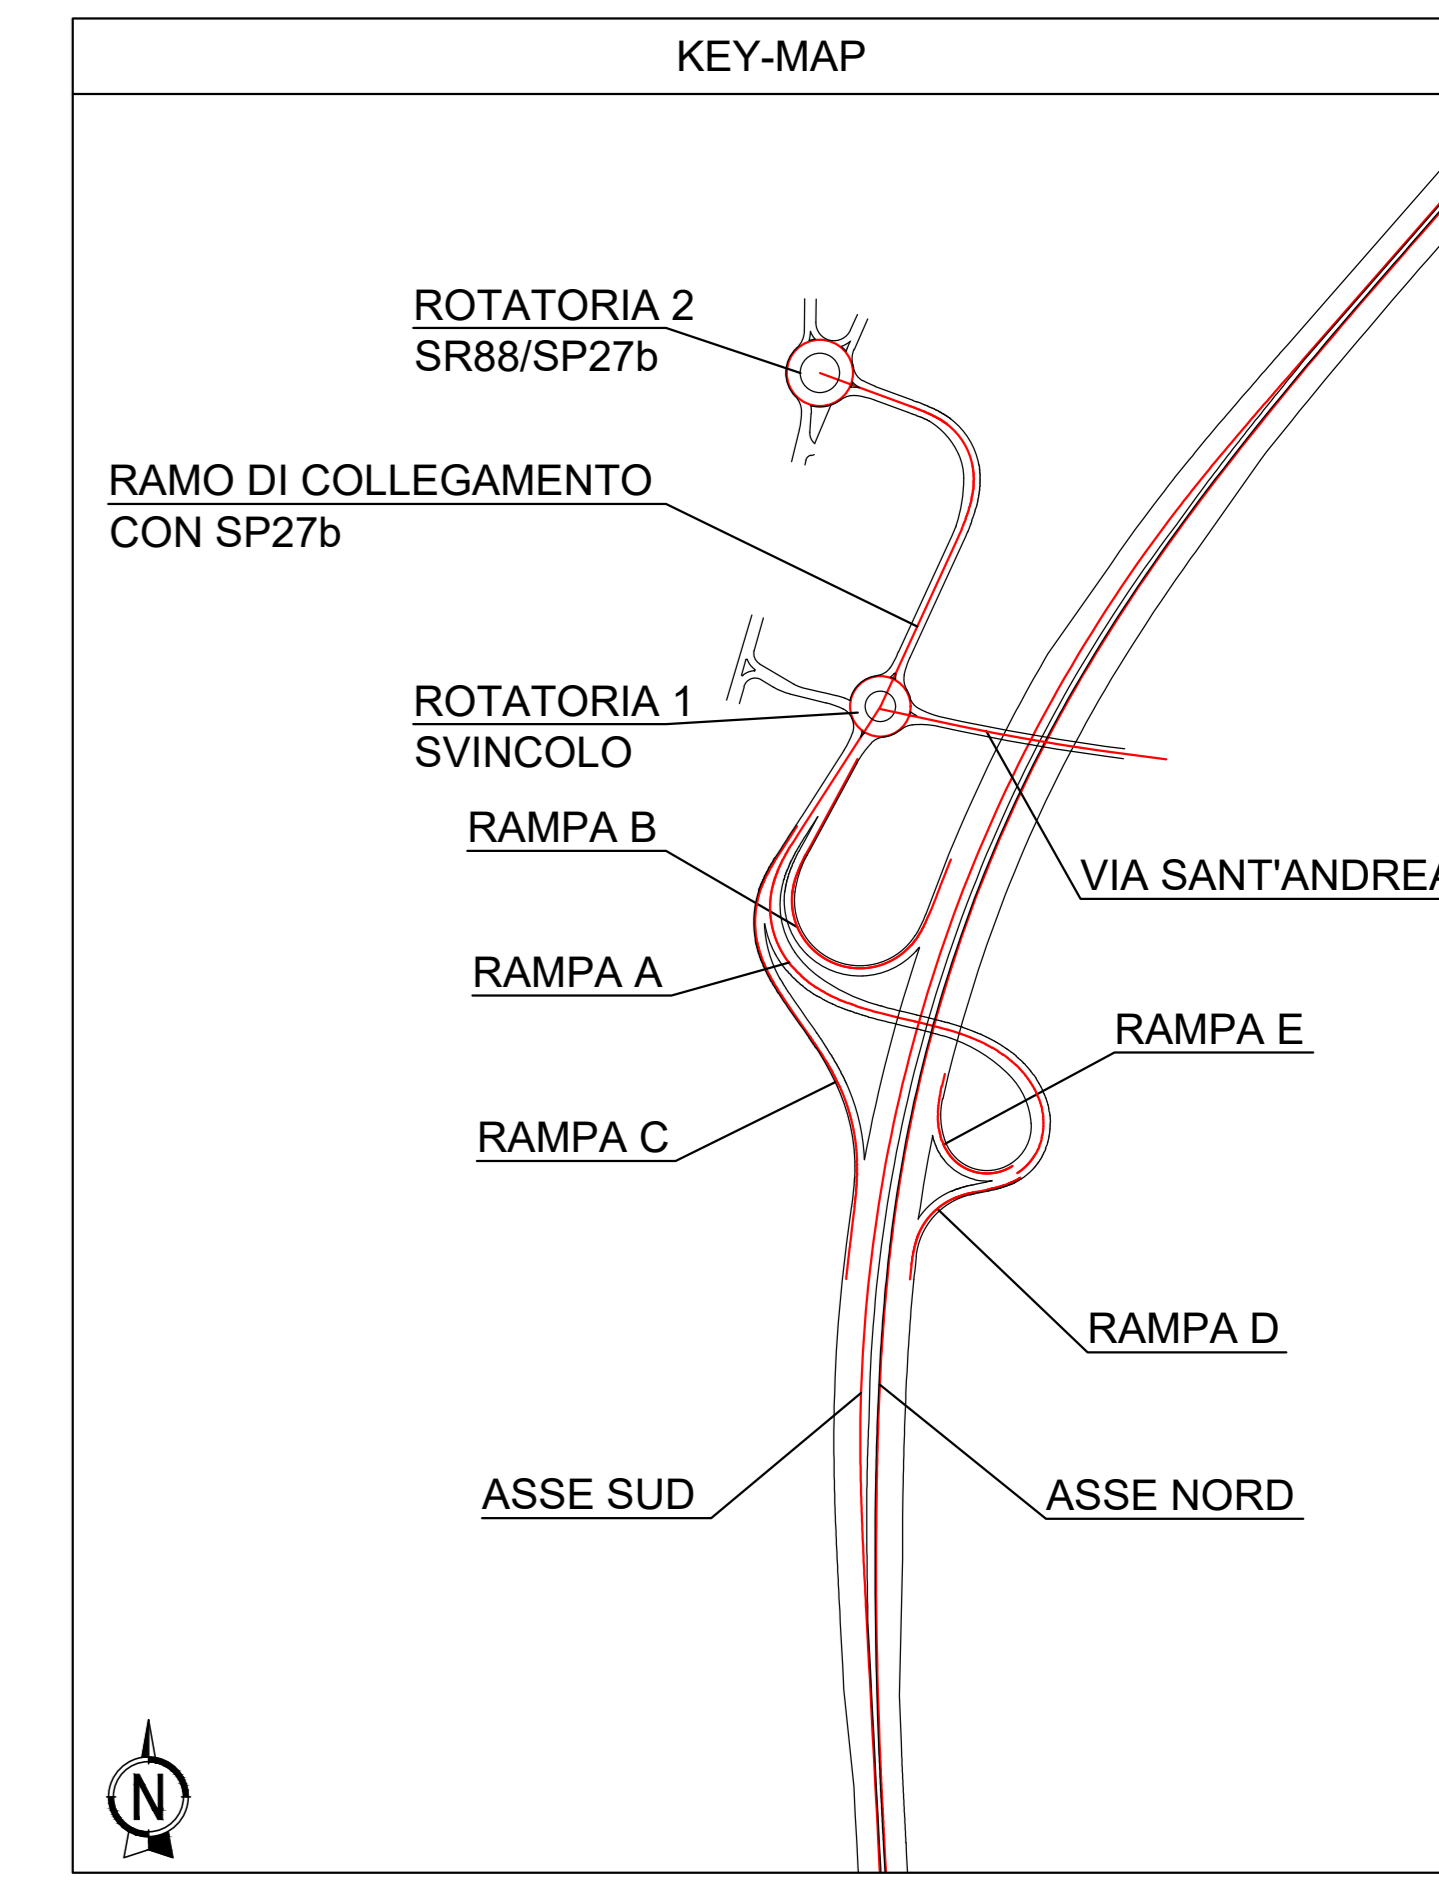 KEY-MAP
ROTATORIA 2
SR88/SP27b
RAMO DI COLLEGAMENTO
CON SP27b
ROTATORIA 1
SVINCOLO
RAMPA B
VIA SANT'ANDREA
RAMPA A
RAMPA E
RAMPA C
RAMPA D
ASSE SUD
ASSE NORD
N